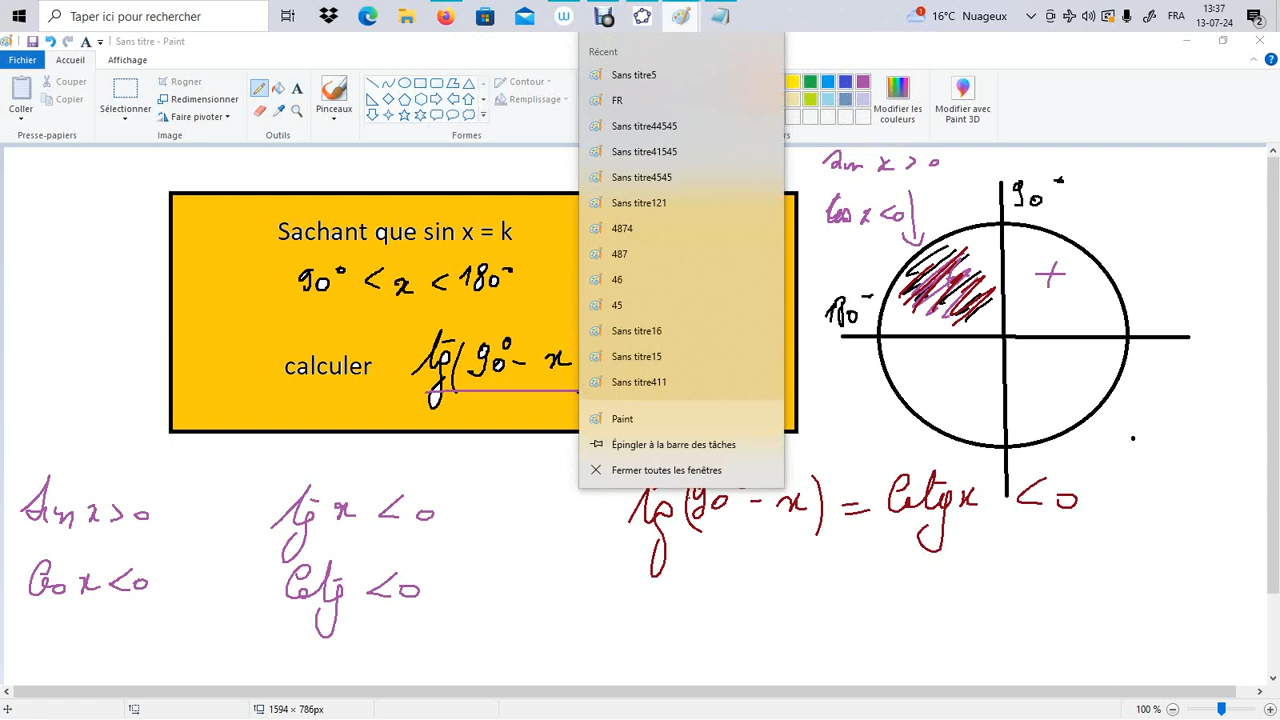 Taper ici pour rechercher
16°C Nuageux
FRA
13:37
13-07-24
2
Sans titre - Paint
Fichier
Accueil
Affichage
Coller
Couper
Copier
Presse-papiers
Sélectionner
Rogner
Redimensionner
Faire pivoter
Image
Outils
Pinceaux
Contour
Remplissage
Formes
Modifier les couleurs
Modifier avec Paint 3D
Récent
Sans titre5
FR
Sans titre44545
Sans titre41545
Sans titre4545
Sans titre121
4874
487
46
45
Sans titre16
Sans titre15
Sans titre411
Paint
Épingler à la barre des tâches
Fermer toutes les fenêtres
Sachant que sin x = k
90° < x < 180°
calculer tg(90° - x
sin x > 0
cos x < 0
90°
180°
+
sin x > 0
tg x < 0
cos x < 0
cotg < 0
tg(90° - x) = cotg x < 0
1594 × 786px
100 %